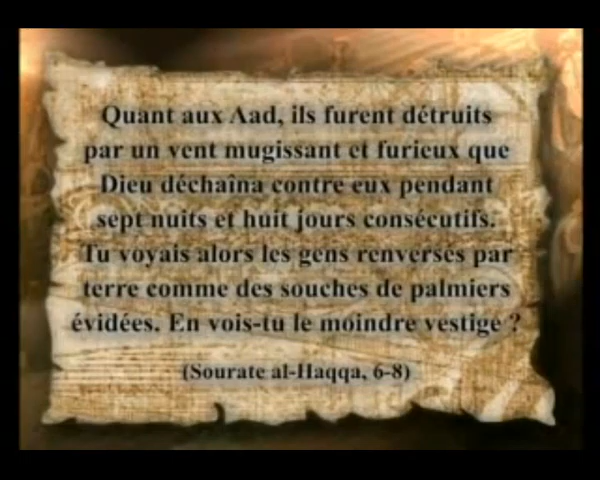 Quant aux Aad, ils furent détruits
par un vent mugissant et furieux que
Dieu déchaîna contre eux pendant
sept nuits et huit jours consécutifs.
Tu voyais alors les gens renversés par
terre comme des souches de palmiers
évidées. En vois-tu le moindre vestige ?
(Sourate al-Haqqa, 6-8)